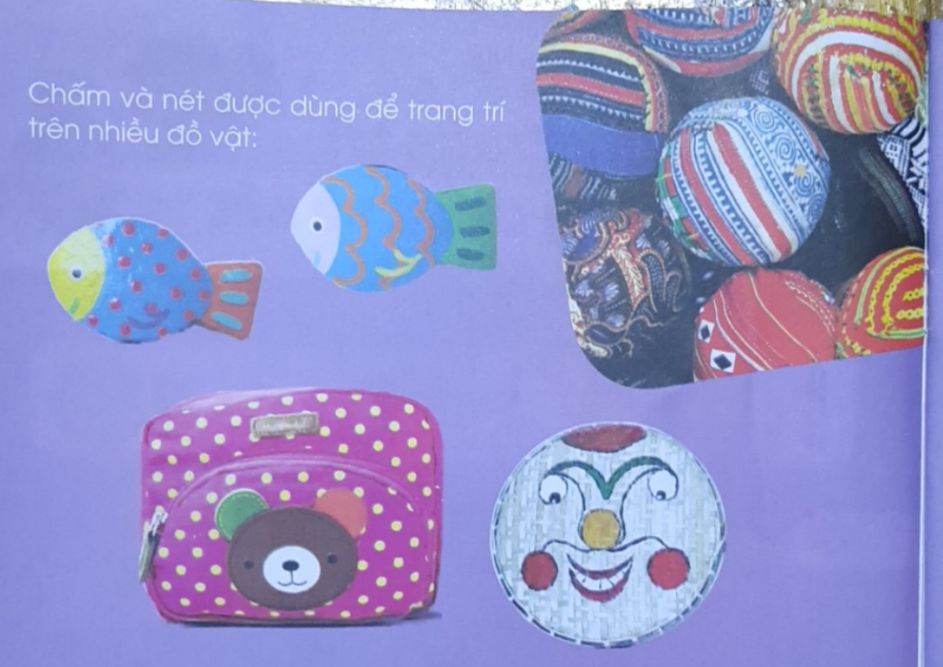 Chấm và nét được dùng để trang trí
trên nhiều đồ vật: